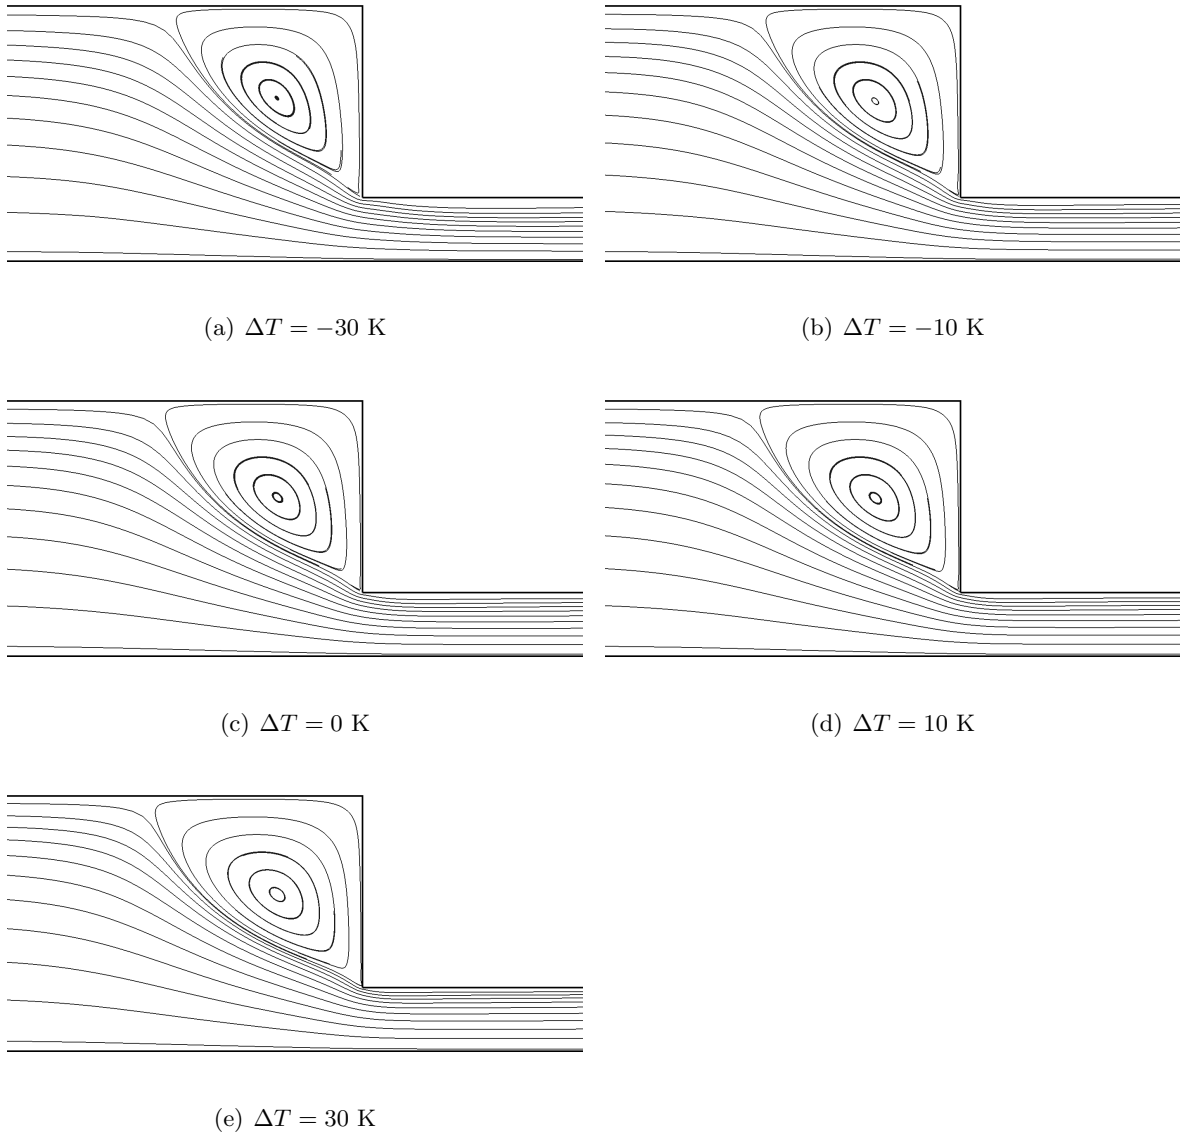 (a) ΔT = −30 K
(b) ΔT = −10 K
(c) ΔT = 0 K
(d) ΔT = 10 K
(e) ΔT = 30 K